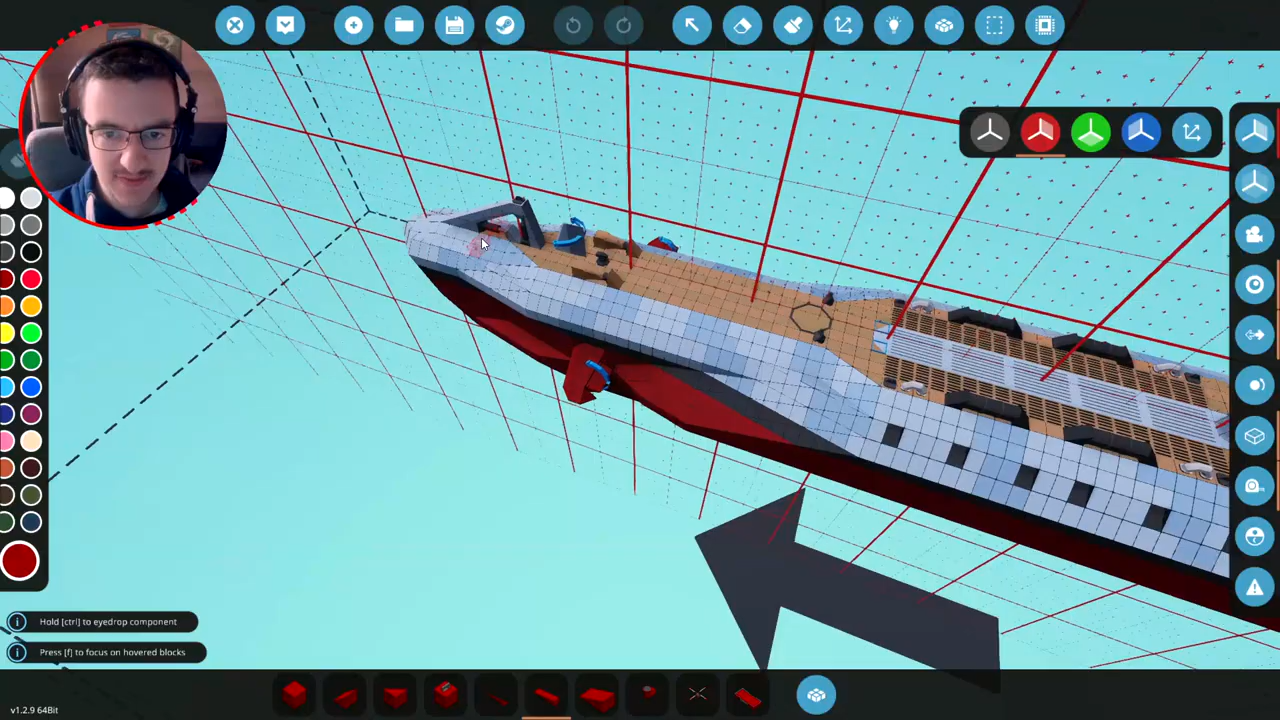 Hold [ctrl] to eyedrop component
Press [f] to focus on hovered blocks
v1.2.9 64Bit